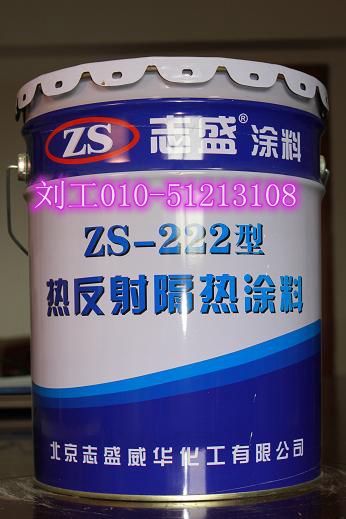 ZS 志盛® 涂料
刘工010-51213108
ZS-222型
热反射隔热涂料
北京志盛威华化工有限公司